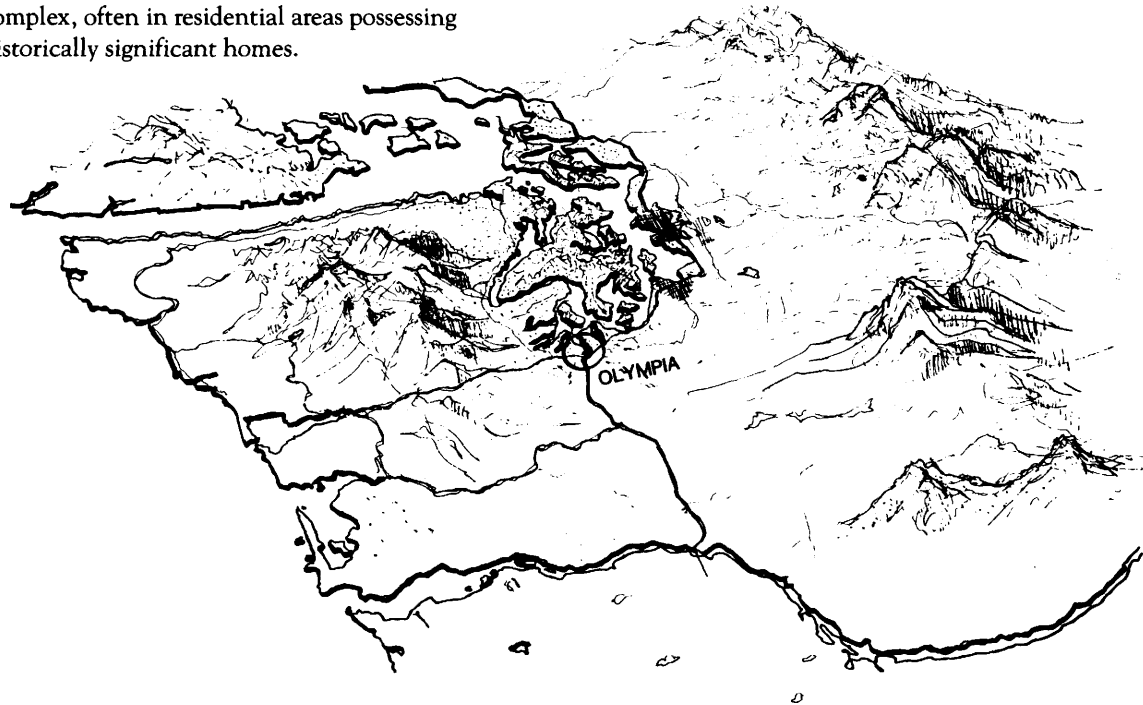 omplex, often in residential areas possessing
istorically significant homes.
OLYMPIA